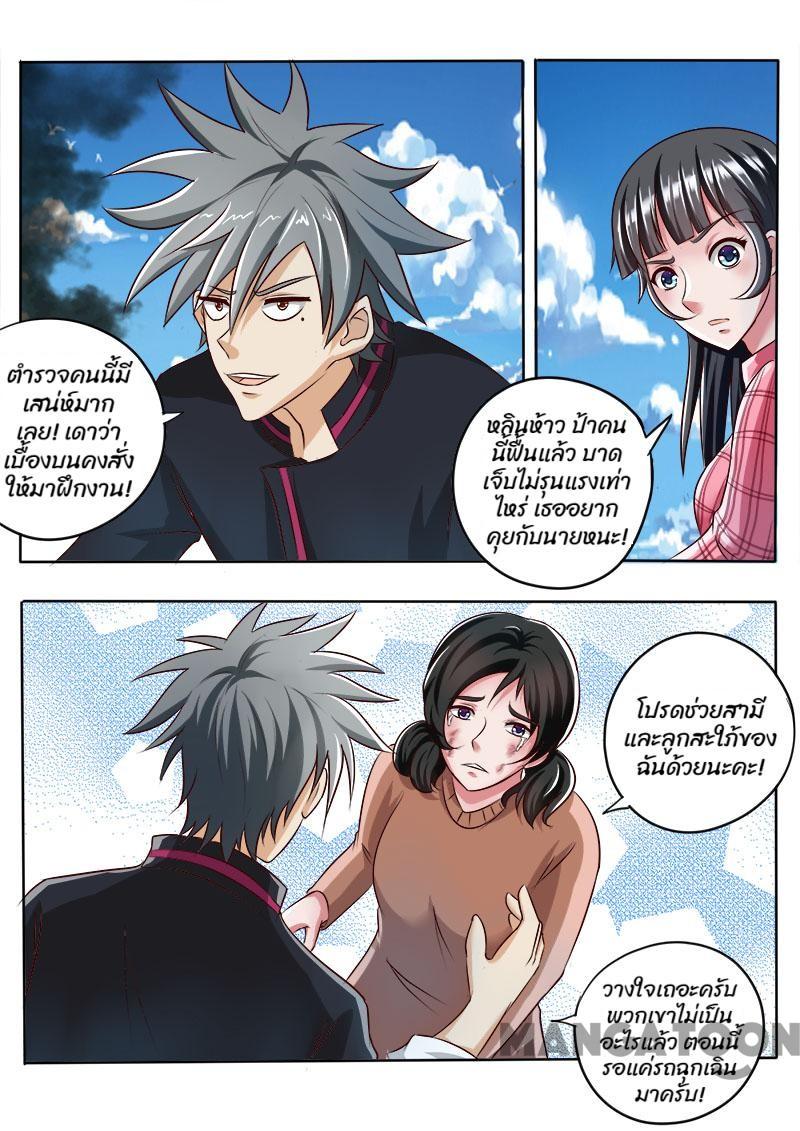 ตำรวจคนนี้มี
เสน่ห์มาก
เลย! เดาว่า
เบื้องบนคงสั่ง
ให้มาฝึกงาน!
หลินห้าว ป้าคน
นี้ฟื้นแล้ว บาด
เจ็บไม่รุนแรงเท่า
ไหร่ เธออยาก
คุยกับนายหนะ!
โปรดช่วยสามี
และลูกสะใภ้ของ
ฉันด้วยนะคะ!
วางใจเถอะครับ
พวกเขาไม่เป็น
อะไรแล้ว ตอนนี้
รอแค่รถฉุกเฉิน
มาครับ!
MANGATOON